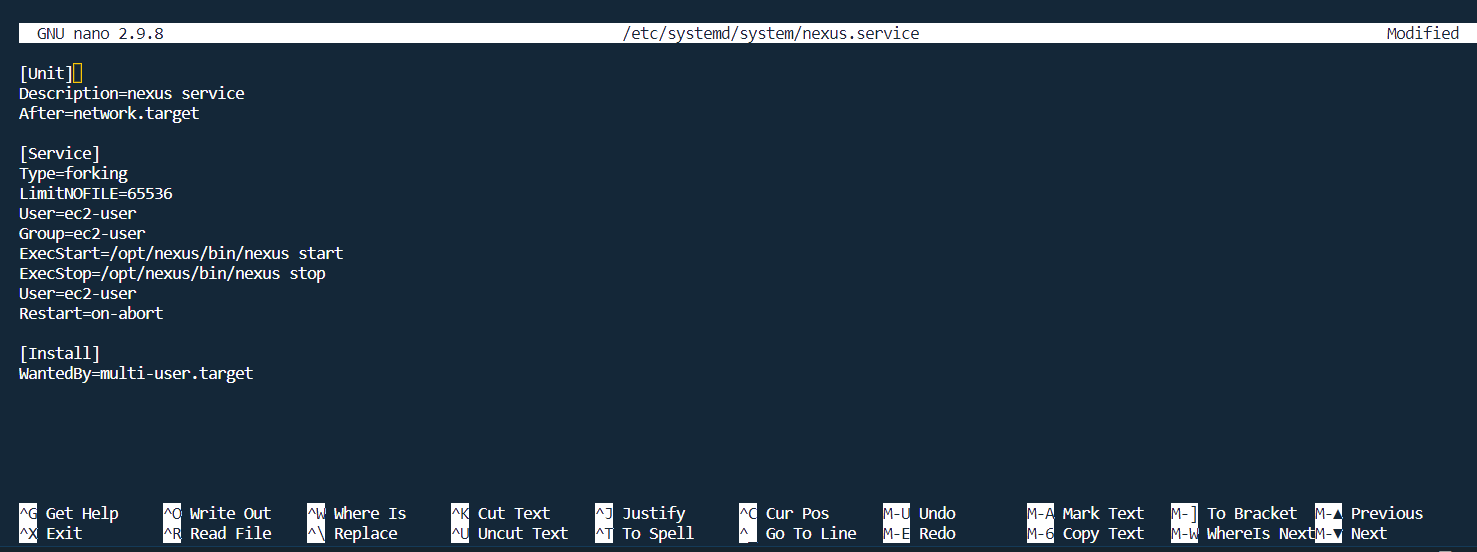 GNU nano 2.9.8 /etc/systemd/system/nexus.service Modified
[Unit]
Description=nexus service
After=network.target
[Service]
Type=forking
LimitNOFILE=65536
User=ec2-user
Group=ec2-user
ExecStart=/opt/nexus/bin/nexus start
ExecStop=/opt/nexus/bin/nexus stop
User=ec2-user
Restart=on-abort
[Install]
WantedBy=multi-user.target
^G Get Help ^O Write Out ^W Where Is ^K Cut Text ^J Justify ^C Cur Pos M-U Undo M-A Mark Text M-] To Bracket M-▲ Previous
^X Exit ^R Read File ^\ Replace ^U Uncut Text ^T To Spell ^_ Go To Line M-E Redo M-6 Copy Text M-W WhereIs Next M-▼ Next